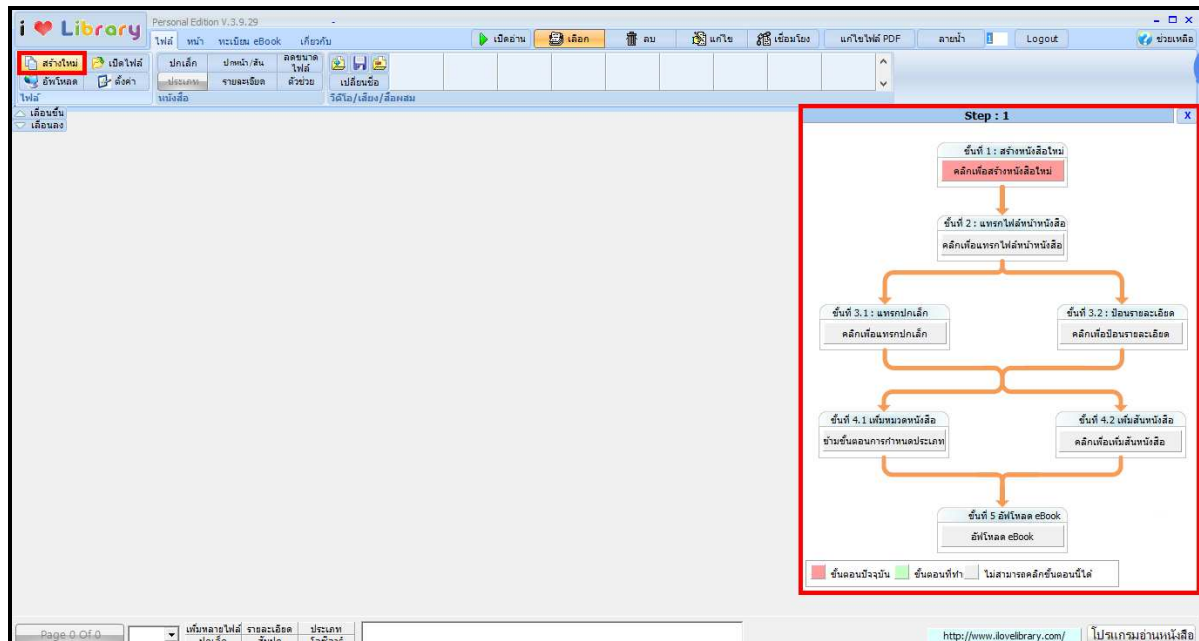 i Library
Personal Edition V.3.9.29 -
ไฟล์ หน้า ทะเบียน eBook เกี่ยวกับ
เปิดอ่าน เลือก ลบ แก้ไข เชื่อมโยง แก้ไขไฟล์ PDF ลายน้ำ Logout ช่วยเหลือ
สร้างใหม่ เปิดไฟล์ ปกเล็ก ปกหน้า/สัน ลดขนาดไฟล์
อัพโหลด ตั้งค่า ประเภท รายละเอียด ตัวช่วย เปลี่ยนชื่อ
ไฟล์ หนังสือ วีดีโอ/เสียง/สื่อผสม
เลื่อนขึ้น
เลื่อนลง
Step : 1 X
ขั้นที่ 1 : สร้างหนังสือใหม่
คลิกเพื่อสร้างหนังสือใหม่
ขั้นที่ 2 : แทรกไฟล์หน้าหนังสือ
คลิกเพื่อแทรกไฟล์หน้าหนังสือ
ขั้นที่ 3.1 : แทรกปกเล็ก ขั้นที่ 3.2 : ป้อนรายละเอียด
คลิกเพื่อแทรกปกเล็ก คลิกเพื่อป้อนรายละเอียด
ขั้นที่ 4.1 เพิ่มหมวดหนังสือ ขั้นที่ 4.2 เพิ่มสันหนังสือ
ข้ามขั้นตอนการกำหนดประเภท คลิกเพื่อเพิ่มสันหนังสือ
ขั้นที่ 5 อัฟโหลด eBook
อัฟโหลด eBook
ขั้นตอนปัจจุบัน ขั้นตอนที่ทำ ไม่สามารถคลิกขั้นตอนนี้ได้
Page 0 Of 0 เพิ่มหลายไฟล์ รายละเอียด ประเภท
ปกเล็ก สันปก
http://www.ilovelibrary.com/ โปรแกรมอ่านหนังสือ